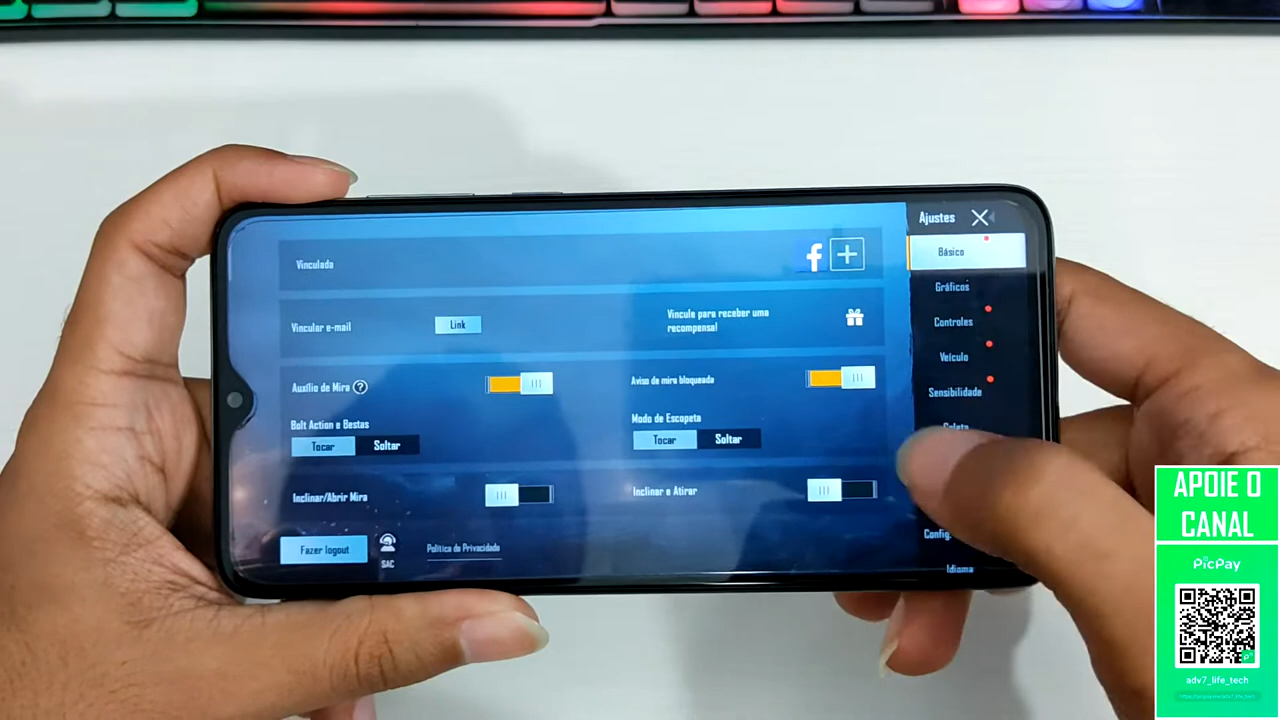 Ajustes
Vinculada
Básico
Vincular e-mail
Link
Vincule para receber uma
recompensa!
Gráficos
Controles
Veículo
Sensibilidade
Auxílio de Mira ?
Aviso de mira bloqueada
Bolt Action e Bestas
Tocar
Soltar
Modo de Escopeta
Tocar
Soltar
Inclinar/Abrir Mira
Inclinar e Atirar
Fazer logout
SAC
Política de Privacidade
Config.
Idioma
APOIE O
CANAL
PicPay
adv7_life_tech